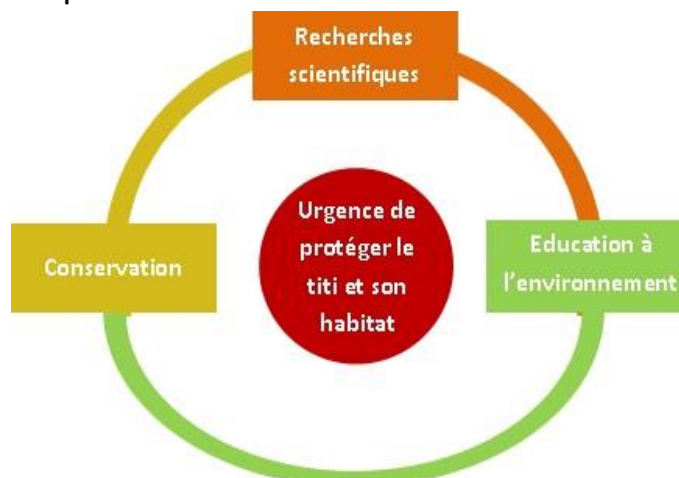 Recherches
scientifiques
Urgence de
protéger le
titi et son
habitat
Conservation
Education à
l'environnement